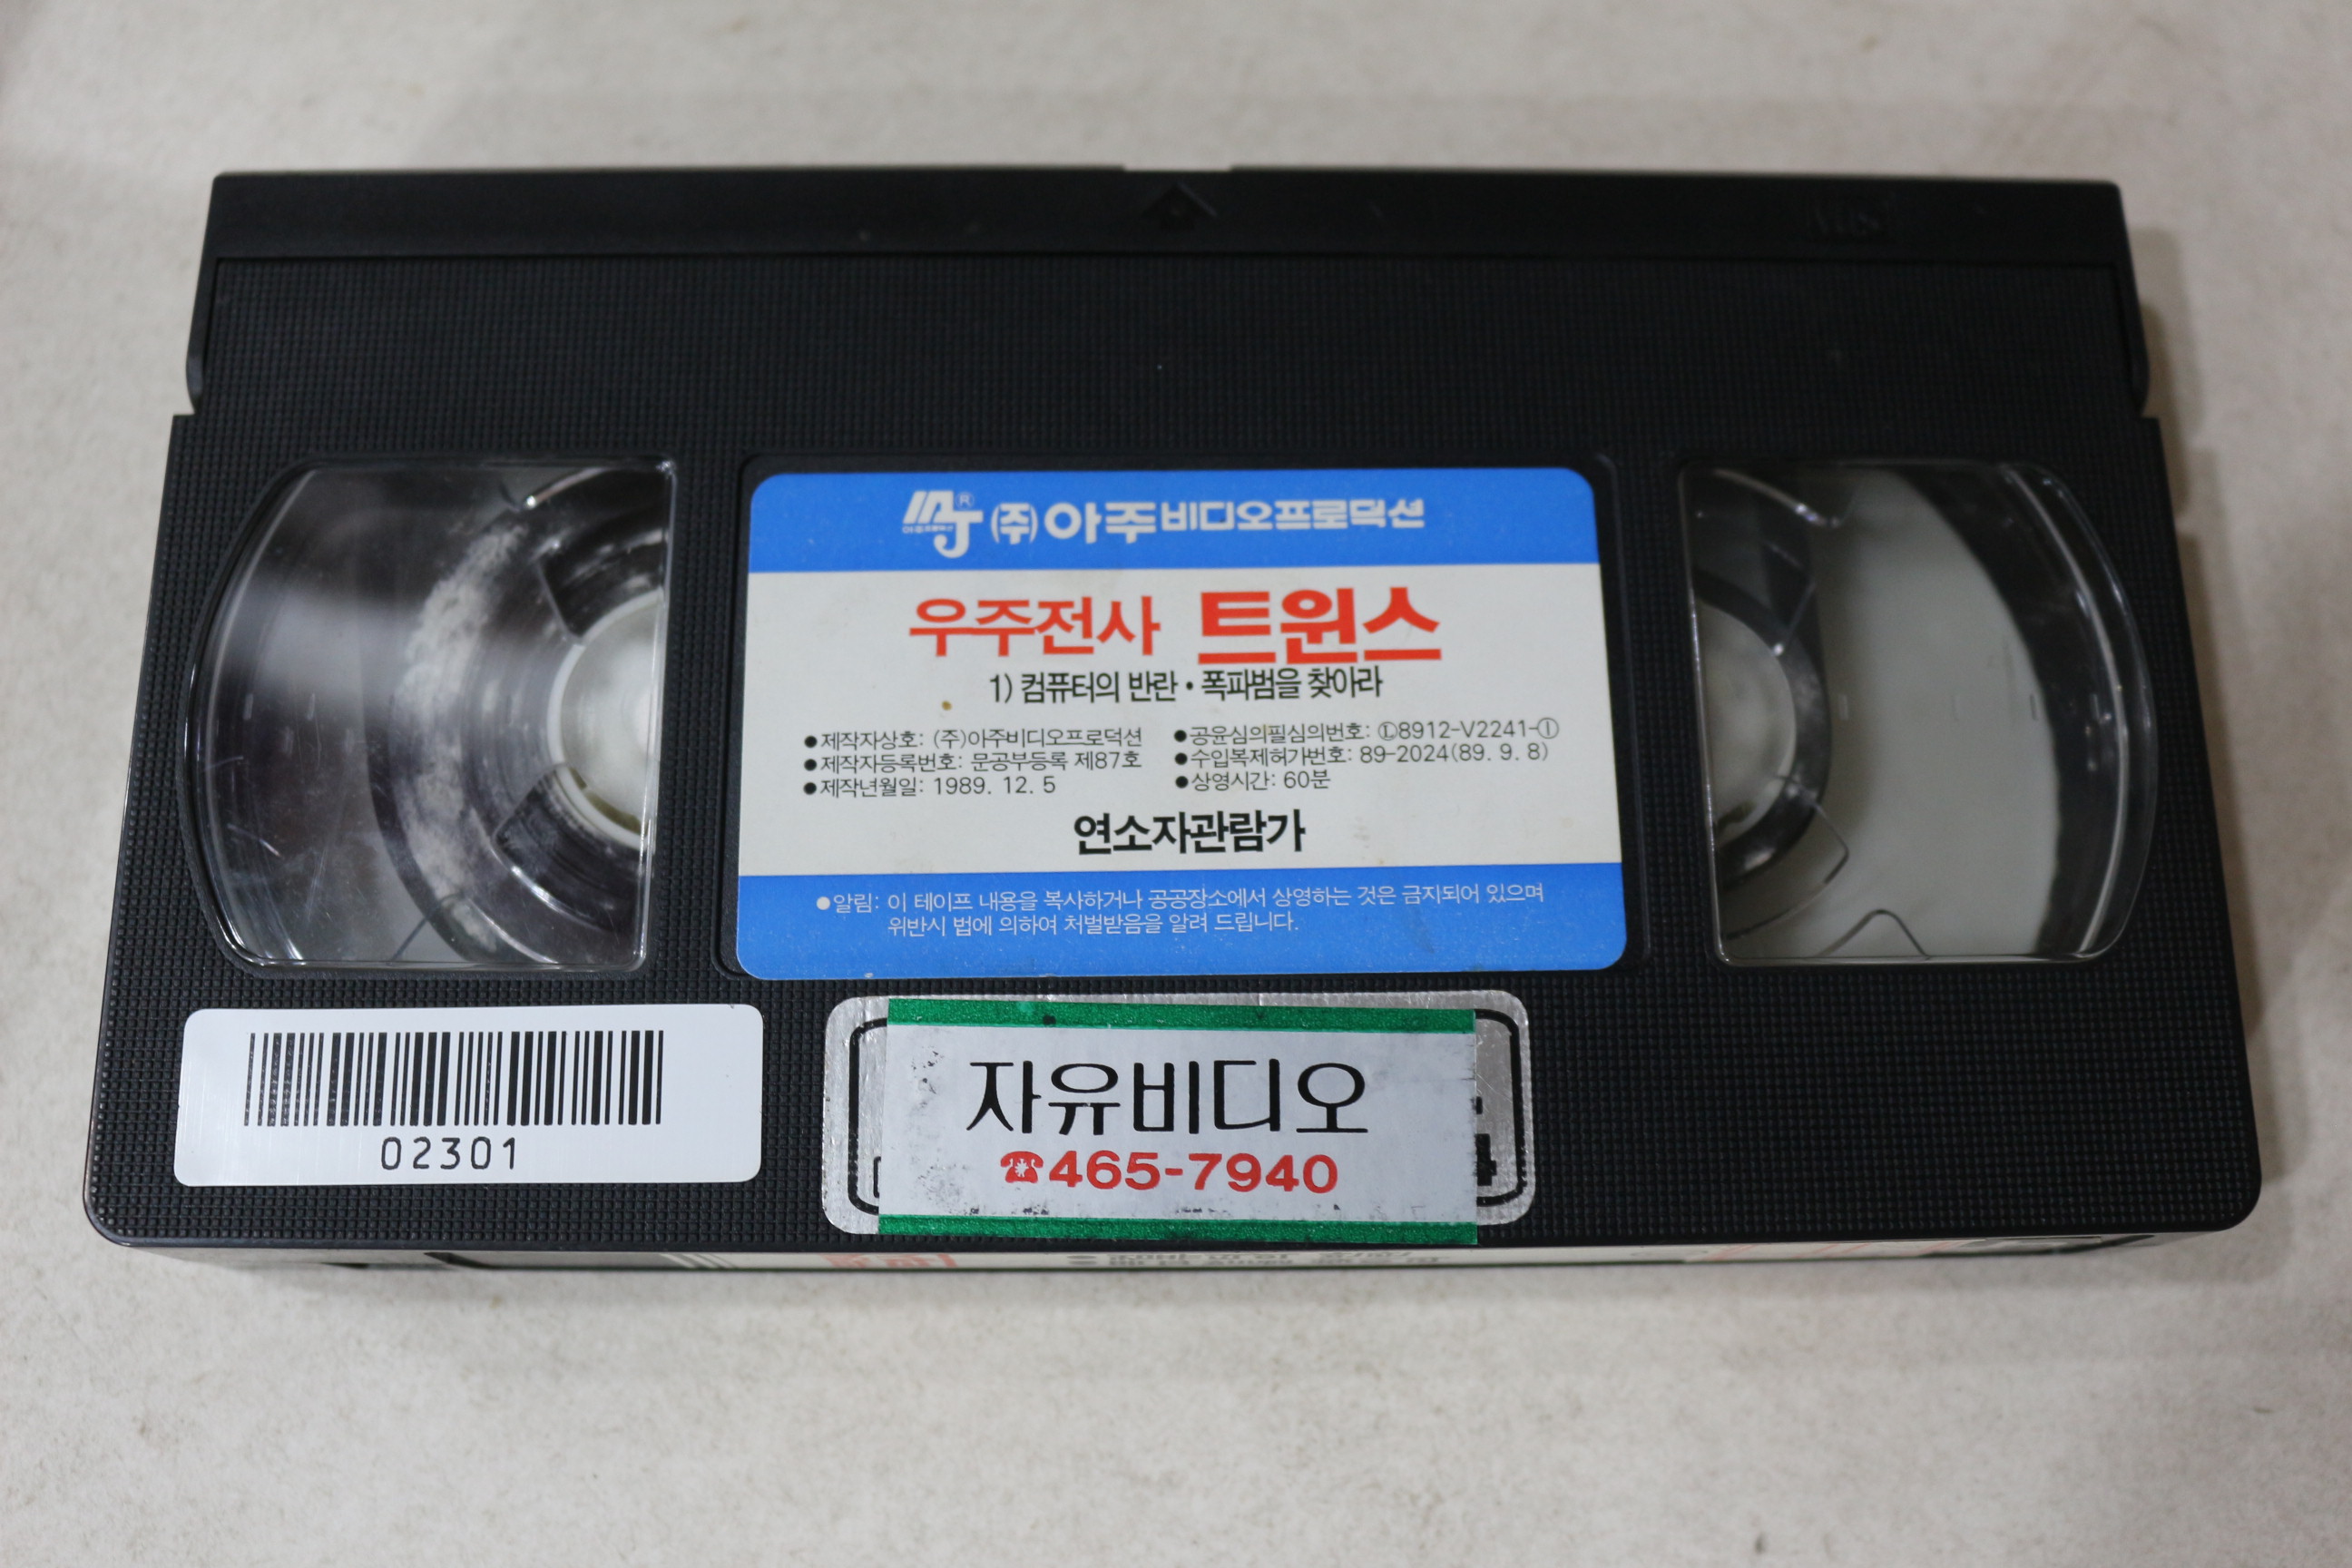 VHS
(주)아주비디오프로덕션
우주전사 트윈스
1) 컴퓨터의 반란・폭파범을 찾아라
●제작자상호: (주)아주비디오프로덕션
●제작자등록번호: 문공부등록 제87호
●제작년월일: 1989. 12. 5
●공윤심의필심의번호: Ⓛ8912-V2241-Ⓘ
●수입복제허가번호: 89-2024(89. 9. 8)
●상영시간: 60분
연소자관람가
●알림: 이 테이프 내용을 복사하거나 공공장소에서 상영하는 것은 금지되어 있으며
위반시 법에 의하여 처벌받음을 알려 드립니다.
02301
자유비디오
☎465-7940